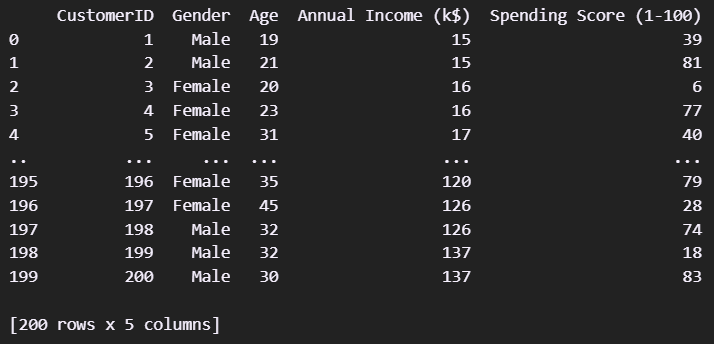 CustomerID Gender Age Annual Income (k$) Spending Score (1-100)
0 1 Male 19 15 39
1 2 Male 21 15 81
2 3 Female 20 16 6
3 4 Female 23 16 77
4 5 Female 31 17 40
.. ... ... ... ... ...
195 196 Female 35 120 79
196 197 Female 45 126 28
197 198 Male 32 126 74
198 199 Male 32 137 18
199 200 Male 30 137 83
[200 rows x 5 columns]